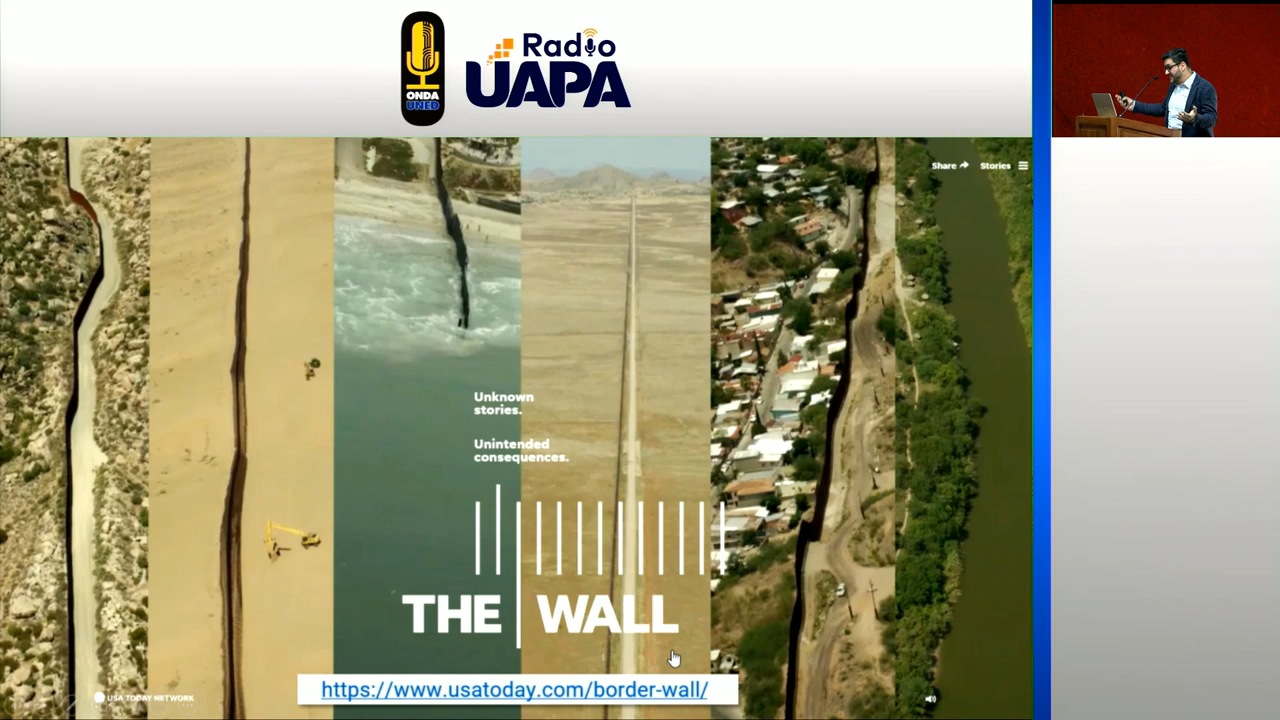 ONDA
UNED
Radio
UAPA
Share
Stories
Unknown
stories.
Unintended
consequences.
THE WALL
https://www.usatoday.com/border-wall/
USA TODAY NETWORK